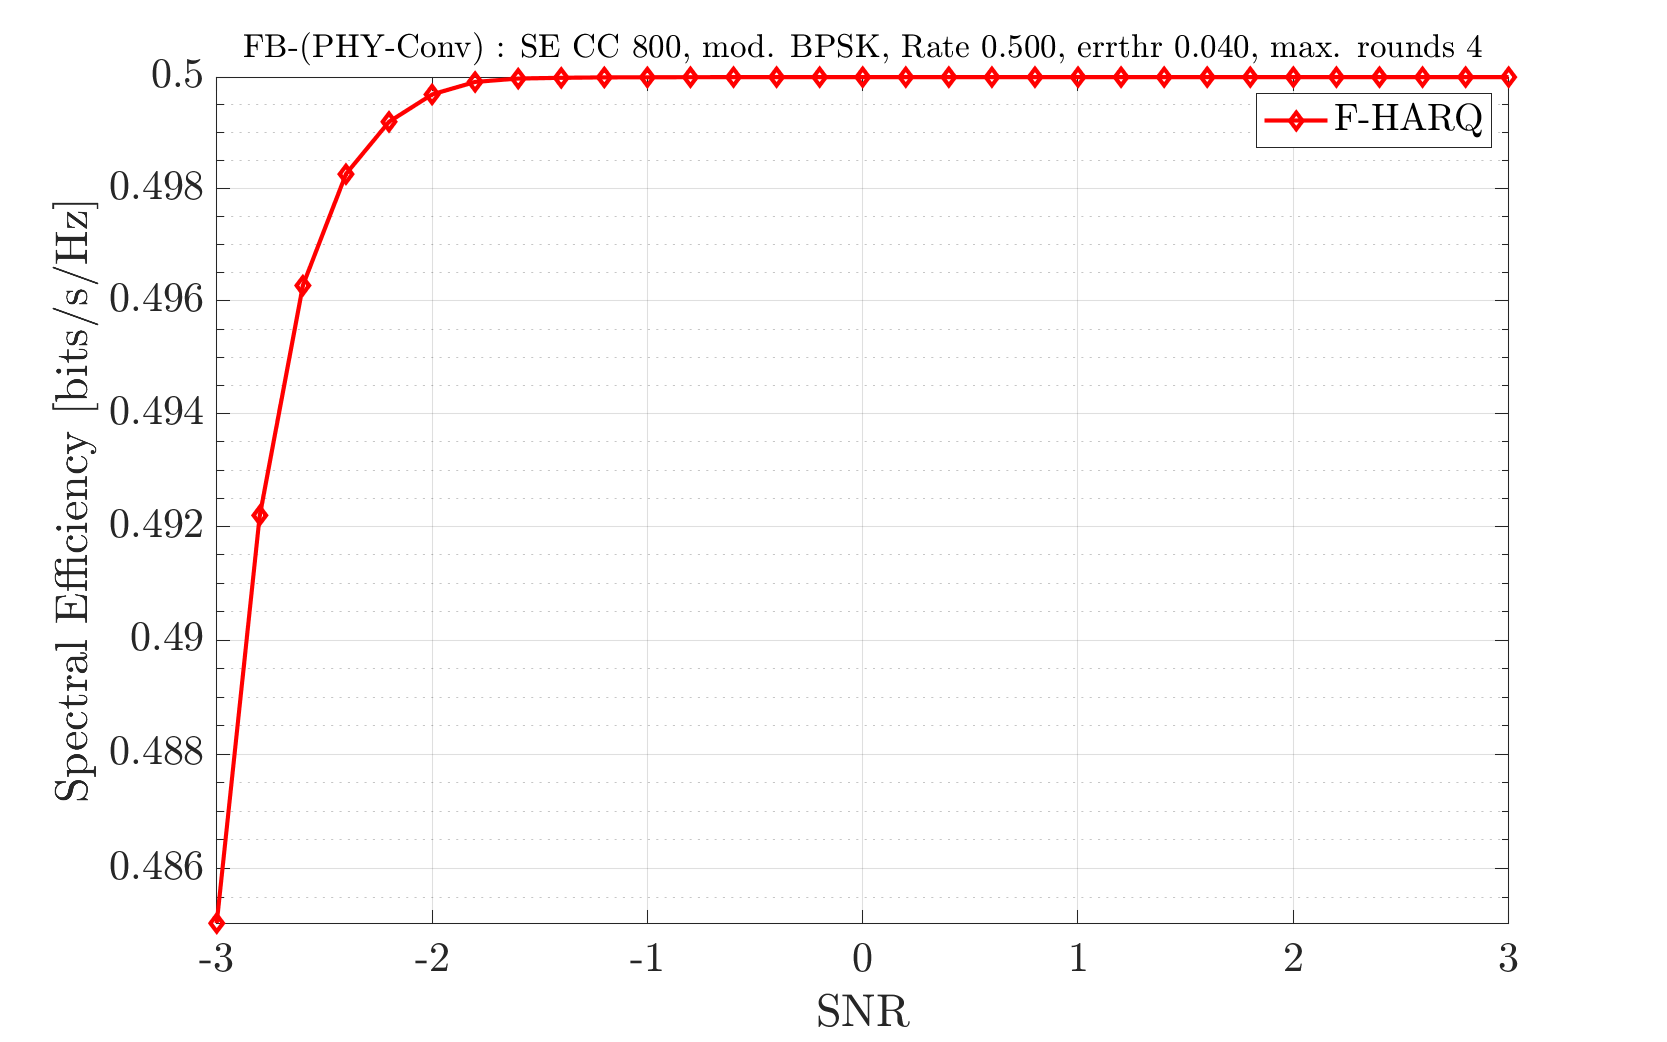 FB-(PHY-Conv) : SE CC 800, mod. BPSK, Rate 0.500, errthr 0.040, max. rounds 4
0.5
0.498
0.496
0.494
0.492
0.49
0.488
0.486
Spectral Efficiency [bits/s/Hz]
F-HARQ
-3 -2 -1 0 1 2 3
SNR